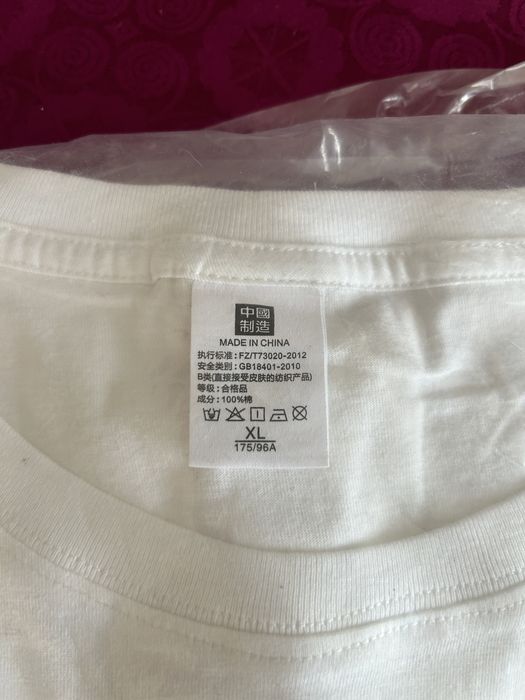 中國
制造
MADE IN CHINA
执行标准：FZ/T73020-2012
安全类别：GB18401-2010
B类(直接接受皮肤的纺织产品)
等级：合格品
成分：100%棉
XL
175/96A